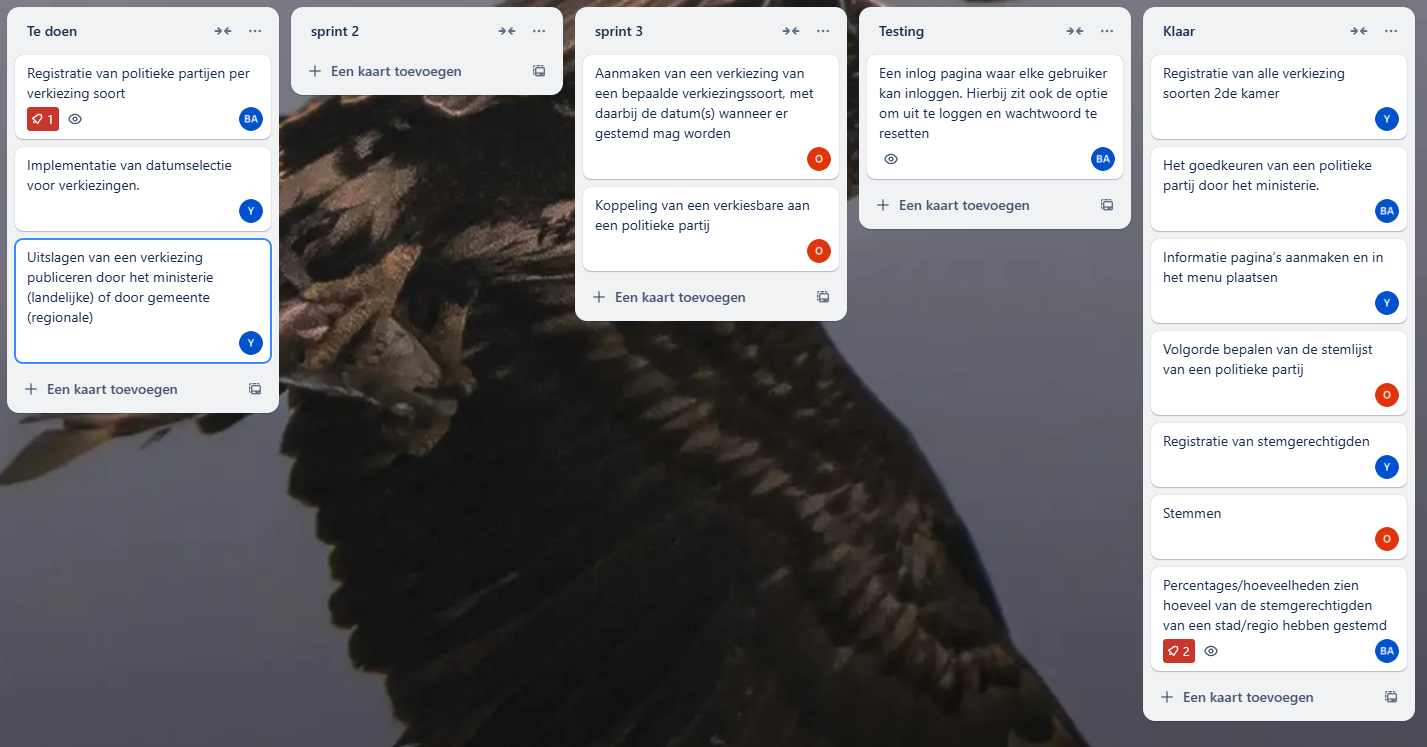 Te doen
Registratie van politieke partijen per
verkiezing soort
1
BA
Implementatie van datumselectie
voor verkiezingen.
Y
Uitslagen van een verkiezing
publiceren door het ministerie
(landelijke) of door gemeente
(regionale)
Y
Een kaart toevoegen
sprint 2
Een kaart toevoegen
sprint 3
Aanmaken van een verkiezing van
een bepaalde verkiezingssoort, met
daarbij de datum(s) wanneer er
gestemd mag worden
O
Koppeling van een verkiesbare aan
een politieke partij
O
Een kaart toevoegen
Testing
Een inlog pagina waar elke gebruiker
kan inloggen. Hierbij zit ook de optie
om uit te loggen en wachtwoord te
resetten
BA
Een kaart toevoegen
Klaar
Registratie van alle verkiezing
soorten 2de kamer
Y
Het goedkeuren van een politieke
partij door het ministerie.
BA
Informatie pagina's aanmaken en in
het menu plaatsen
Y
Volgorde bepalen van de stemlijst
van een politieke partij
O
Registratie van stemgerechtigden
Y
Stemmen
O
Percentages/hoeveelheden zien
hoeveel van de stemgerechtigden
van een stad/regio hebben gestemd
2
BA
Een kaart toevoegen